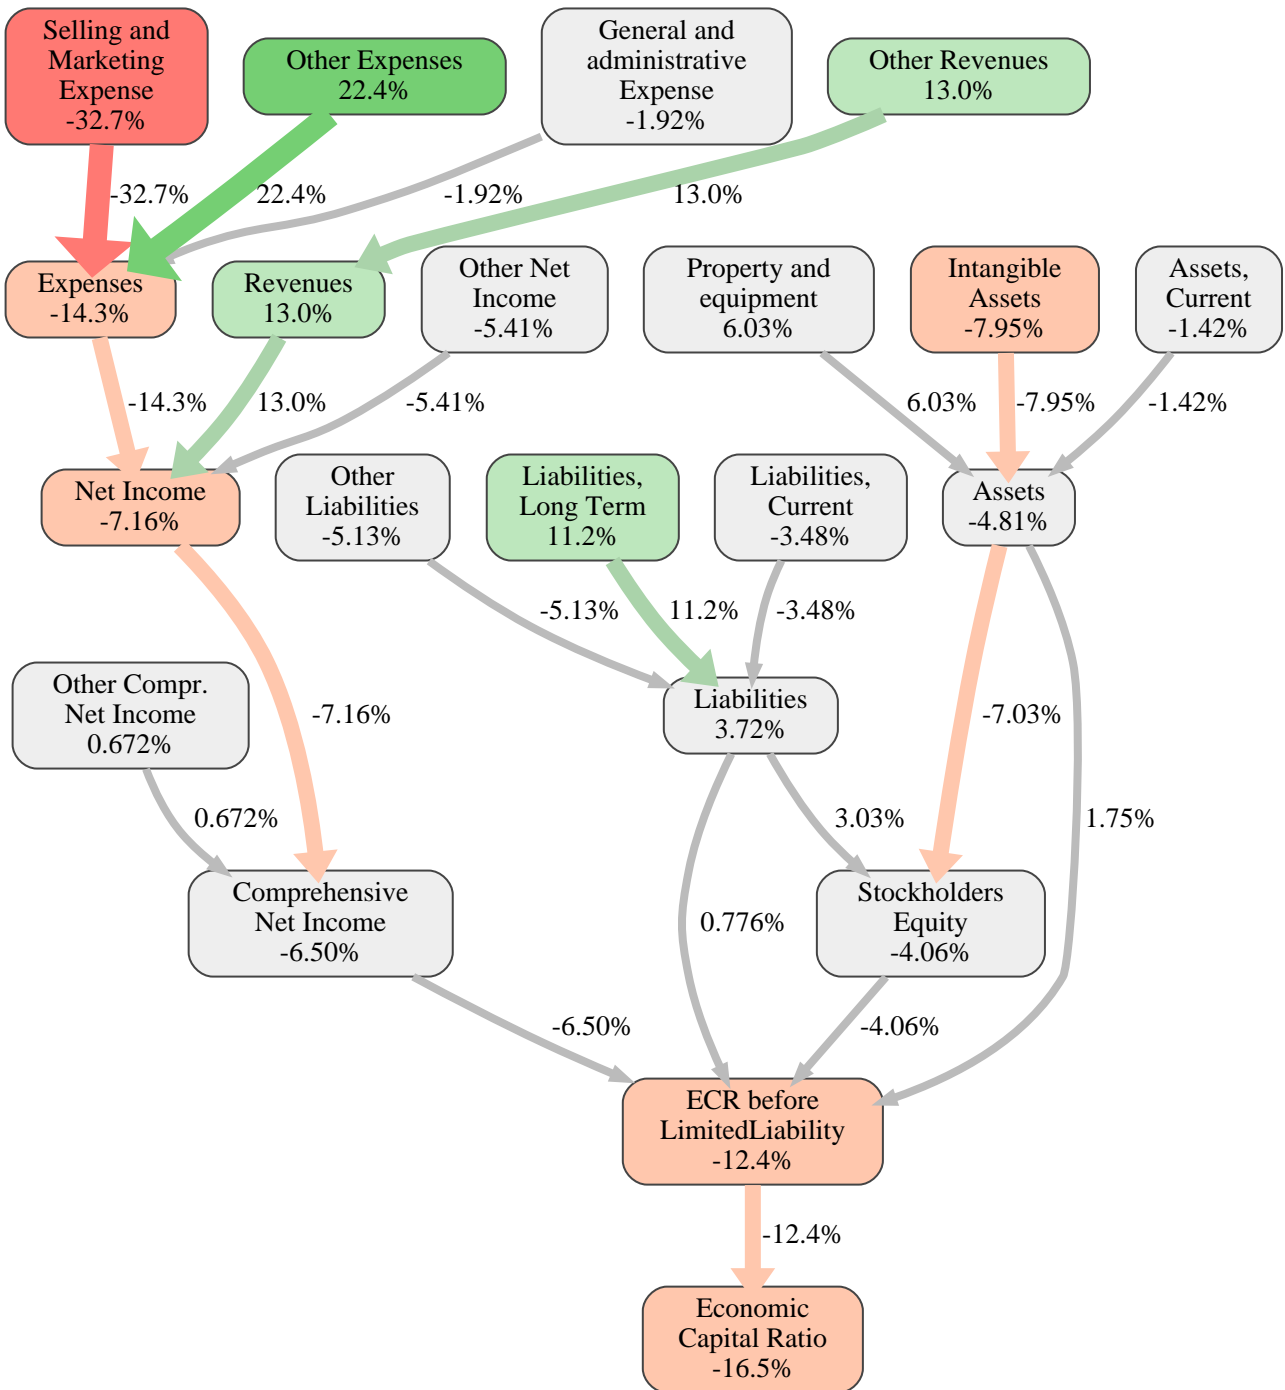 Selling and
Marketing
Expense
-32.7%
Other Expenses
22.4%
General and
administrative
Expense
-1.92%
Other Revenues
13.0%
-32.7%
22.4%
-1.92%
13.0%
Expenses
-14.3%
Revenues
13.0%
Other Net
Income
-5.41%
Property and
equipment
6.03%
Intangible
Assets
-7.95%
Assets,
Current
-1.42%
-14.3%
13.0%
-5.41%
6.03%
-7.95%
-1.42%
Net Income
-7.16%
Other
Liabilities
-5.13%
Liabilities,
Long Term
11.2%
Liabilities,
Current
-3.48%
Assets
-4.81%
-5.13%
11.2%
-3.48%
Other Compr.
Net Income
0.672%
-7.16%
Liabilities
3.72%
-7.03%
0.672%
3.03%
1.75%
Comprehensive
Net Income
-6.50%
0.776%
Stockholders
Equity
-4.06%
-6.50%
-4.06%
ECR before
LimitedLiability
-12.4%
-12.4%
Economic
Capital Ratio
-16.5%